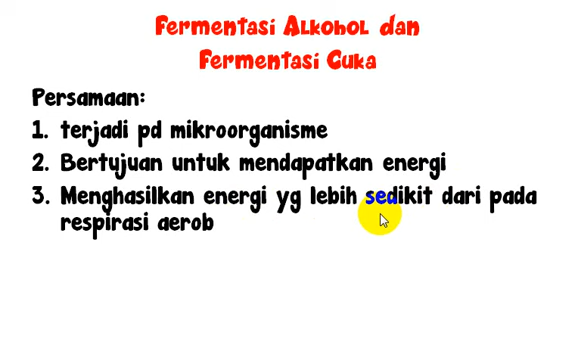 Fermentasi Alkohol dan
Fermentasi Cuka
Persamaan:
1. terjadi pd mikroorganisme
2. Bertujuan untuk mendapatkan energi
3. Menghasilkan energi yg lebih sedikit dari pada
respirasi aerob